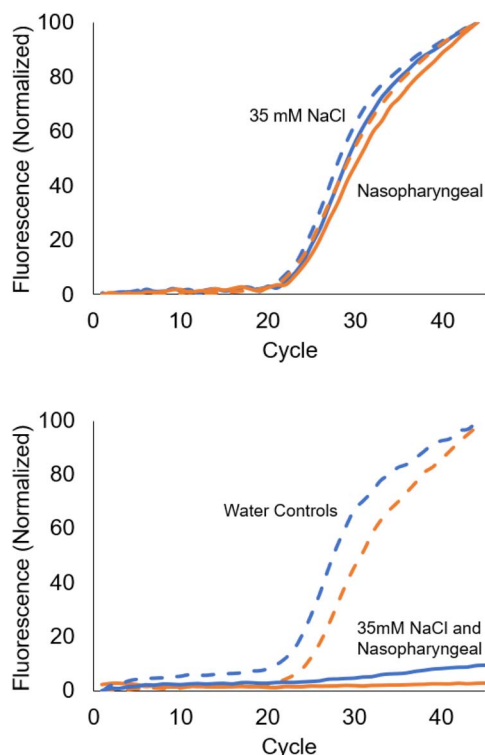 Fluorescence (Normalized)
100
80
60
40
20
0
35 mM NaCl
Nasopharyngeal
0
10
20
30
40
Cycle
Fluorescence (Normalized)
100
80
60
40
20
0
Water Controls
35mM NaCl and
Nasopharyngeal
0
10
20
30
40
Cycle